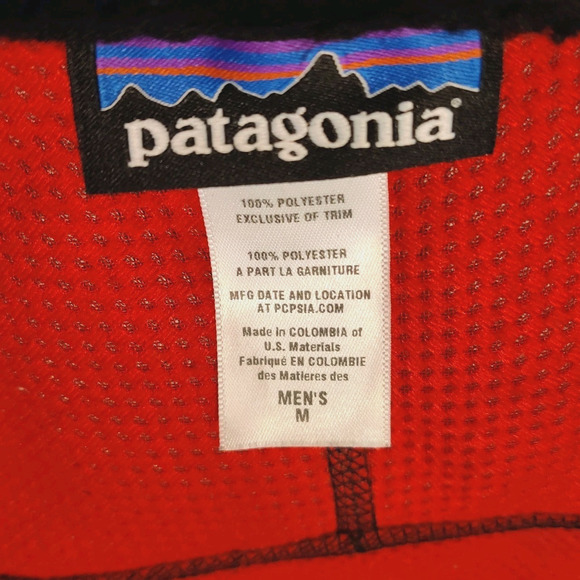 patagonia®
100% POLYESTER
EXCLUSIVE OF TRIM
100% POLYESTER
A PART LA GARNITURE
MFG DATE AND LOCATION
AT PCPSIA.COM
Made in COLOMBIA of
U.S. Materials
Fabriqué EN COLOMBIE
des Matieres des
MEN'S
M